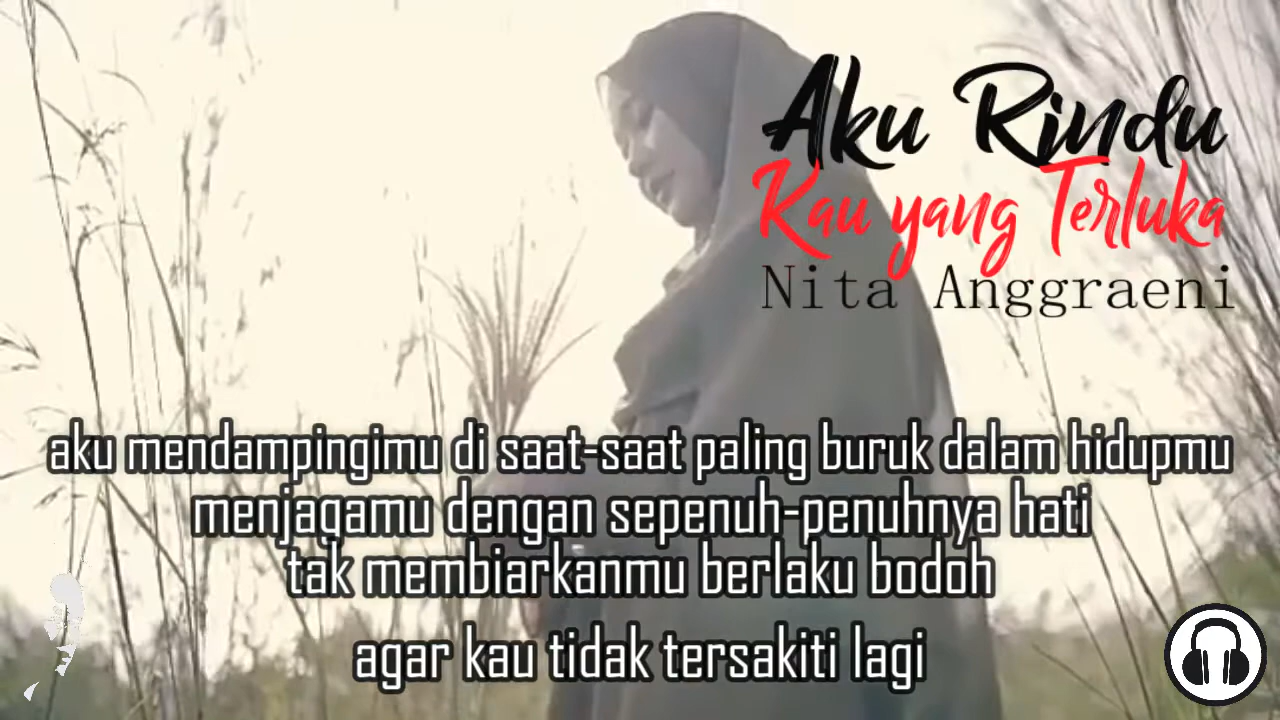 Aku Rindu
Kau yang Terluka
Nita Anggraeni
aku mendampingimu di saat-saat paling buruk dalam hidupmu
menjagamu dengan sepenuh-penuhnya hati
tak membiarkanmu berlaku bodoh
agar kau tidak tersakiti lagi